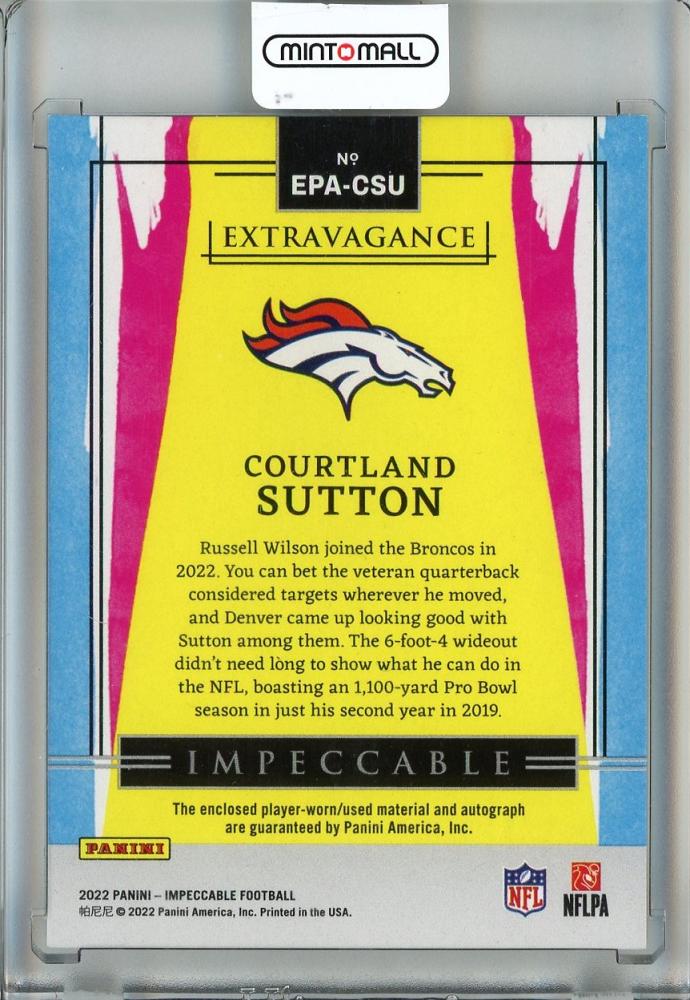 MINTMALL
Nº
EPA-CSU
EXTRAVAGANCE
COURTLAND
SUTTON
Russell Wilson joined the Broncos in
2022. You can bet the veteran quarterback
considered targets wherever he moved,
and Denver came up looking good with
Sutton among them. The 6-foot-4 wideout
didn't need long to show what he can do in
the NFL, boasting an 1,100-yard Pro Bowl
season in just his second year in 2019.
IMPECCABLE
The enclosed player-worn/used material and autograph
are guaranteed by Panini America, Inc.
PANINI
2022 PANINI – IMPECCABLE FOOTBALL
帕尼尼 © 2022 Panini America, Inc. Printed in the USA.
NFL
NFLPA